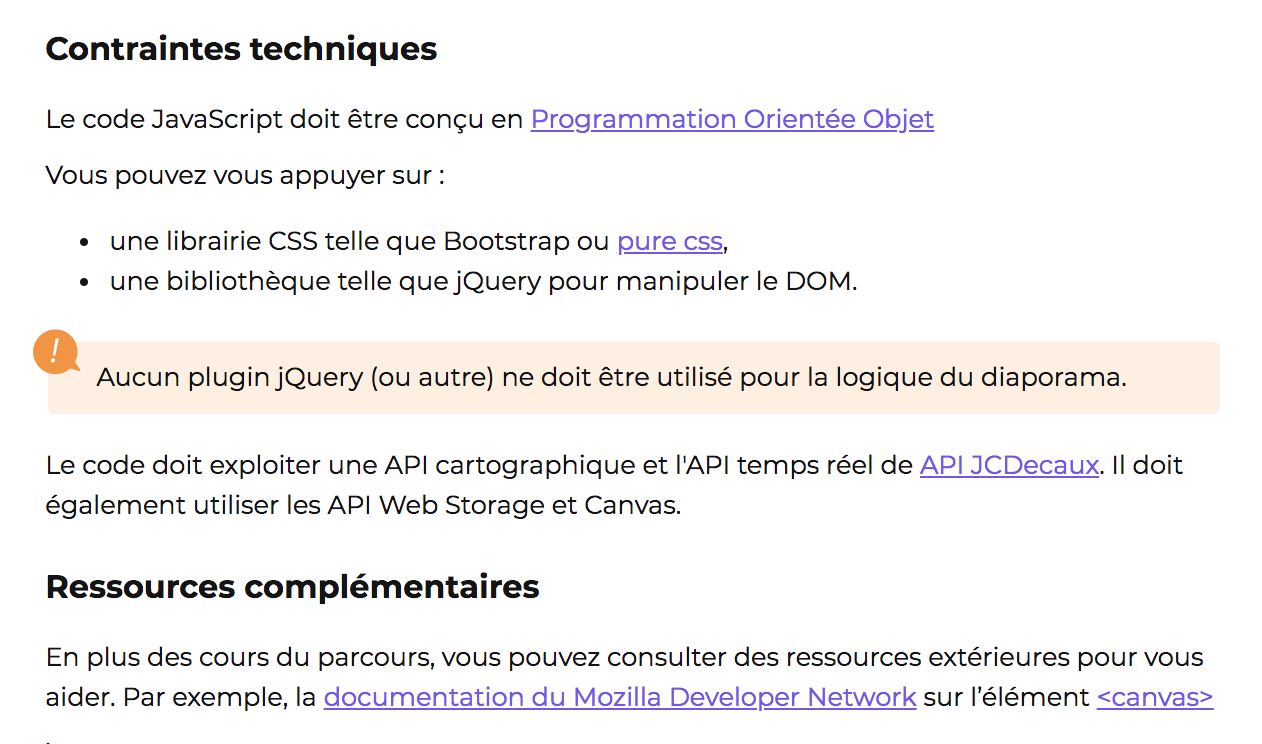 Contraintes techniques
Le code JavaScript doit être conçu en Programmation Orientée Objet
Vous pouvez vous appuyer sur :
• une librairie CSS telle que Bootstrap ou pure css,
• une bibliothèque telle que jQuery pour manipuler le DOM.
!
Aucun plugin jQuery (ou autre) ne doit être utilisé pour la logique du diaporama.
Le code doit exploiter une API cartographique et l'API temps réel de API JCDecaux. Il doit
également utiliser les API Web Storage et Canvas.
Ressources complémentaires
En plus des cours du parcours, vous pouvez consulter des ressources extérieures pour vous
aider. Par exemple, la documentation du Mozilla Developer Network sur l’élément <canvas>